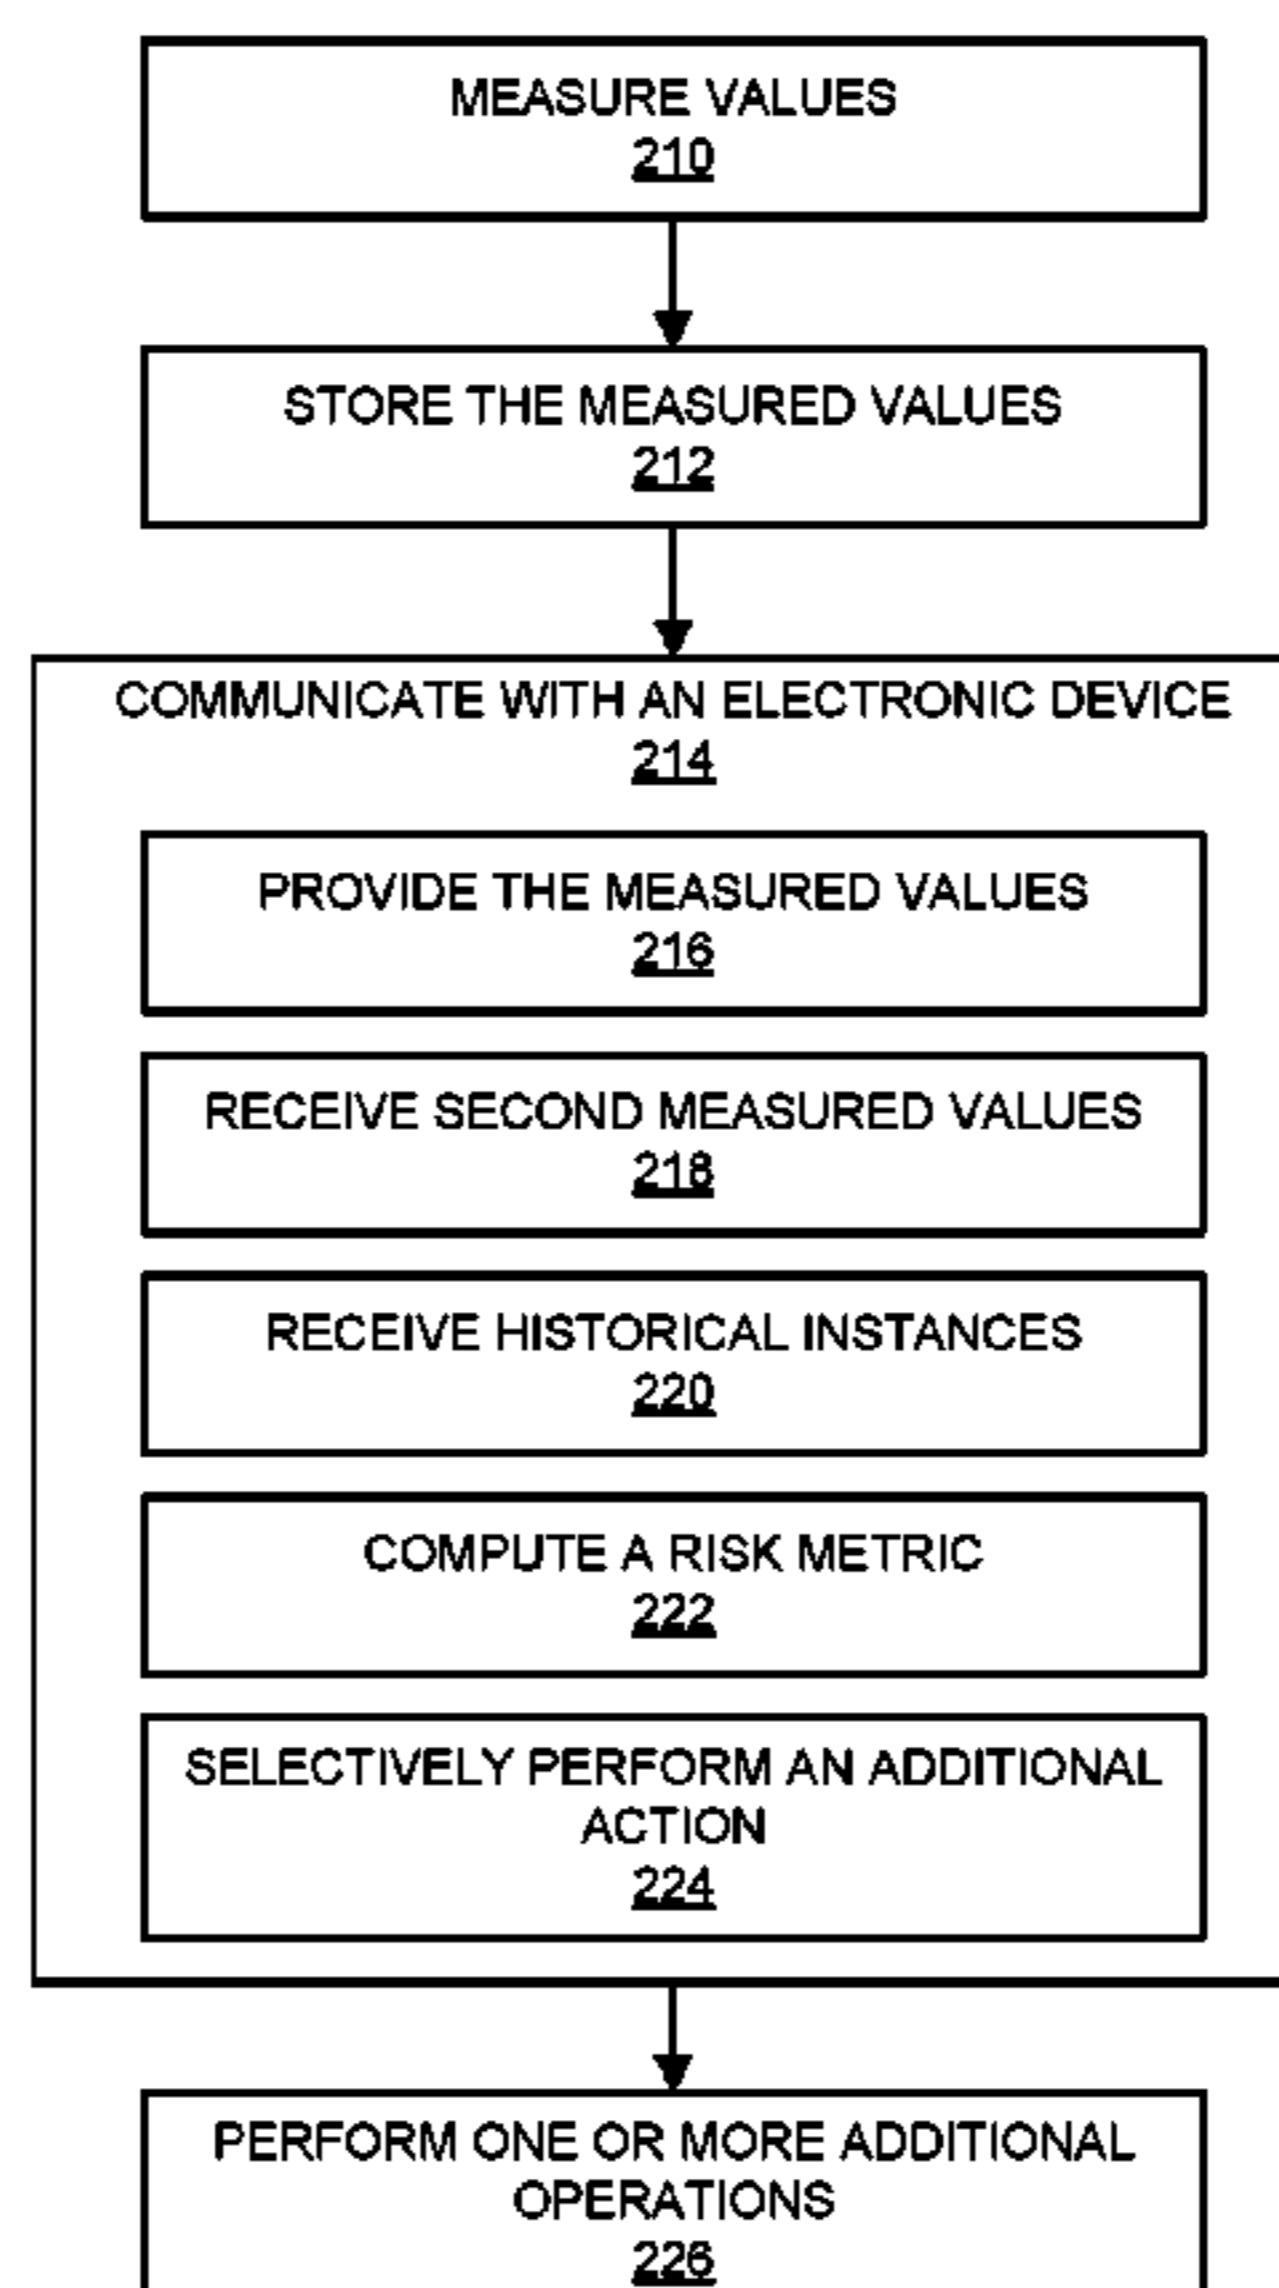 MEASURE VALUES
210
STORE THE MEASURED VALUES
212
COMMUNICATE WITH AN ELECTRONIC DEVICE
214
PROVIDE THE MEASURED VALUES
216
RECEIVE SECOND MEASURED VALUES
218
RECEIVE HISTORICAL INSTANCES
220
COMPUTE A RISK METRIC
222
SELECTIVELY PERFORM AN ADDITIONAL
ACTION
224
PERFORM ONE OR MORE ADDITIONAL
OPERATIONS
226